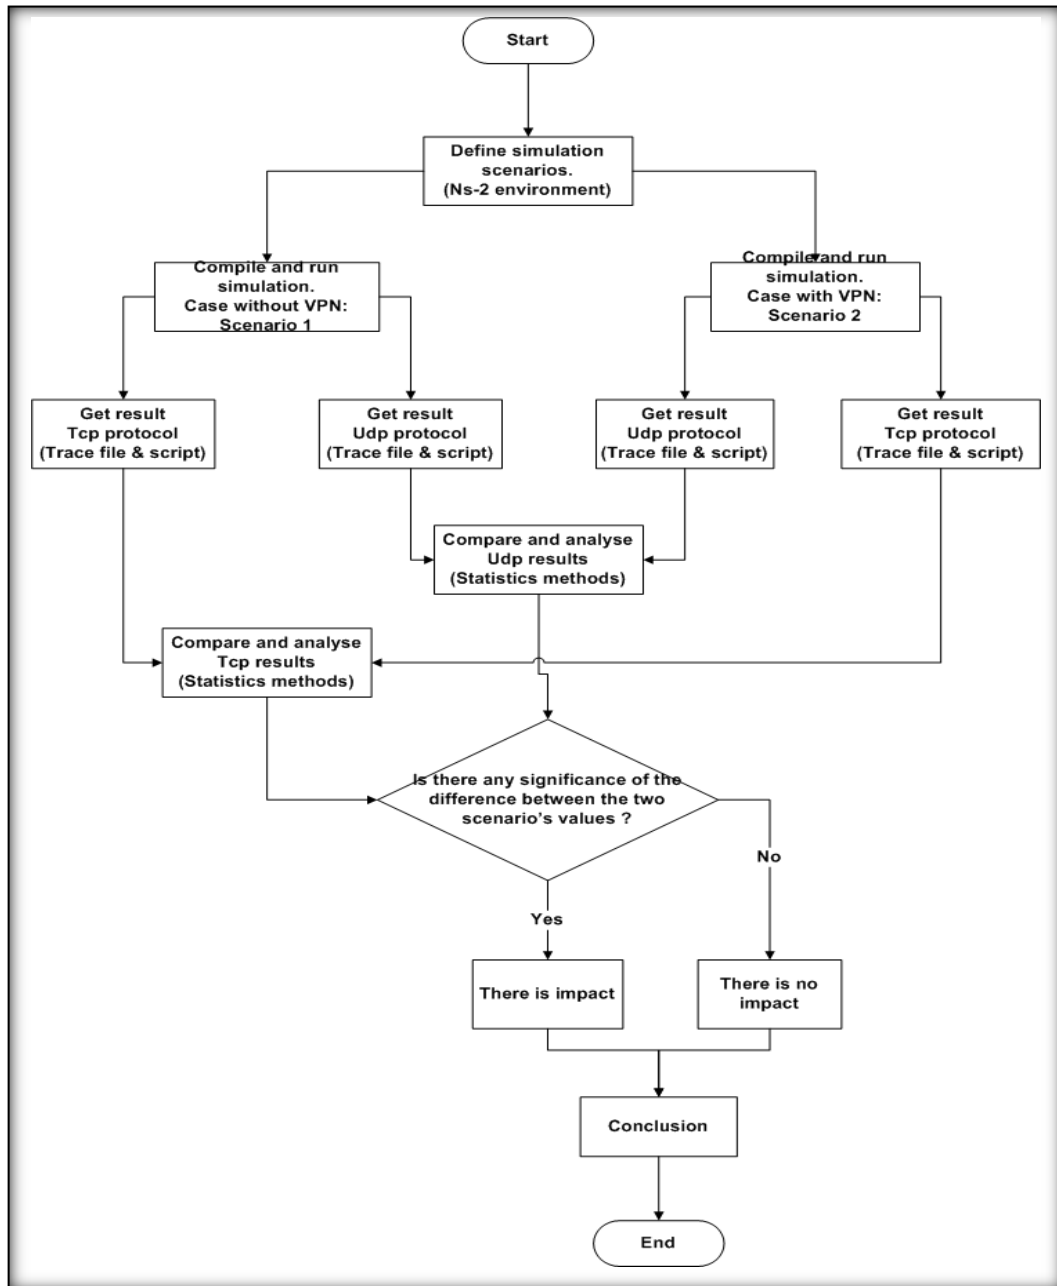 Start
Define simulation
scenarios.
(Ns-2 environment)
Compile and run
simulation.
Case without VPN:
Scenario 1
Compile and run
simulation.
Case with VPN:
Scenario 2
Get result
Tcp protocol
(Trace file & script)
Get result
Udp protocol
(Trace file & script)
Get result
Udp protocol
(Trace file & script)
Get result
Tcp protocol
(Trace file & script)
Compare and analyse
Udp results
(Statistics methods)
Compare and analyse
Tcp results
(Statistics methods)
Is there any significance of the
difference between the two
scenario's values ?
No
Yes
There is impact
There is no
impact
Conclusion
End